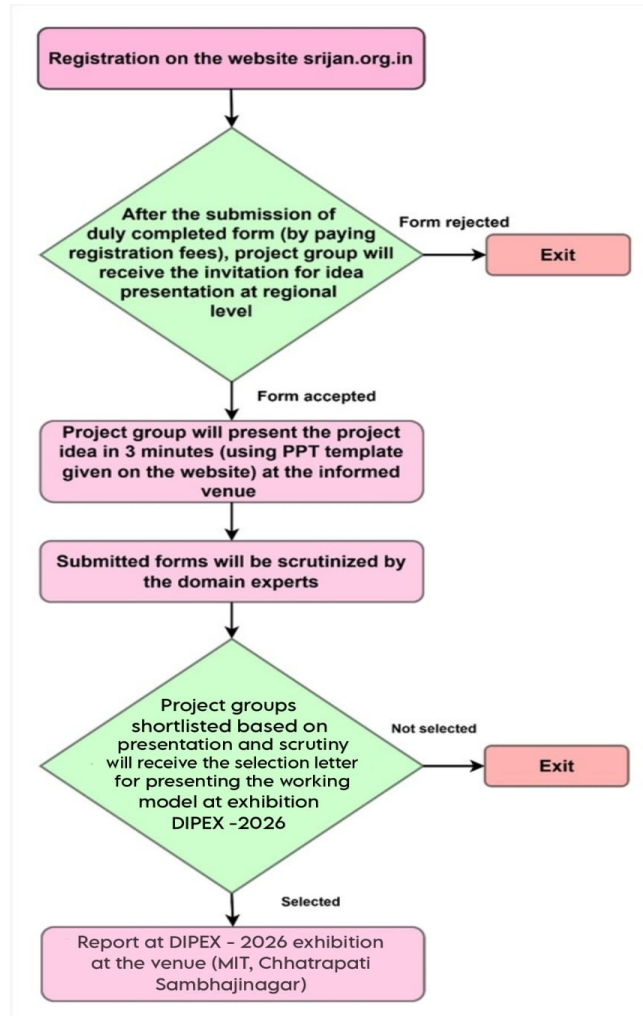 Registration on the website srijan.org.in
After the submission of
duly completed form (by paying
registration fees), project group will
receive the invitation for idea
presentation at regional
level
Form rejected
Exit
Form accepted
Project group will present the project
idea in 3 minutes (using PPT template
given on the website) at the informed
venue
Submitted forms will be scrutinized by
the domain experts
Project groups
shortlisted based on
presentation and scrutiny
will receive the selection letter
for presenting the working
model at exhibition
DIPEX -2026
Not selected
Exit
Selected
Report at DIPEX - 2026 exhibition
at the venue (MIT, Chhatrapati
Sambhajinagar)